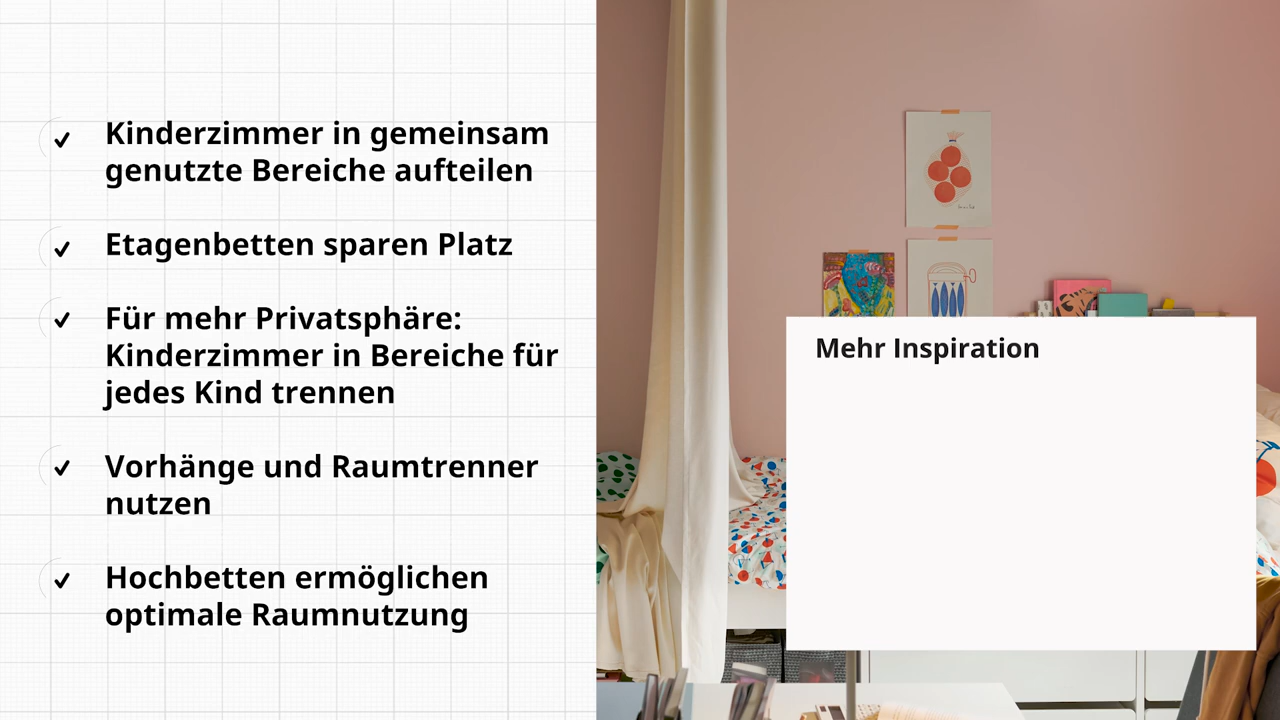 Kinderzimmer in gemeinsam
genutzte Bereiche aufteilen
Etagenbetten sparen Platz
Für mehr Privatsphäre:
Kinderzimmer in Bereiche für
jedes Kind trennen
Vorhänge und Raumtrenner
nutzen
Hochbetten ermöglichen
optimale Raumnutzung
Mehr Inspiration